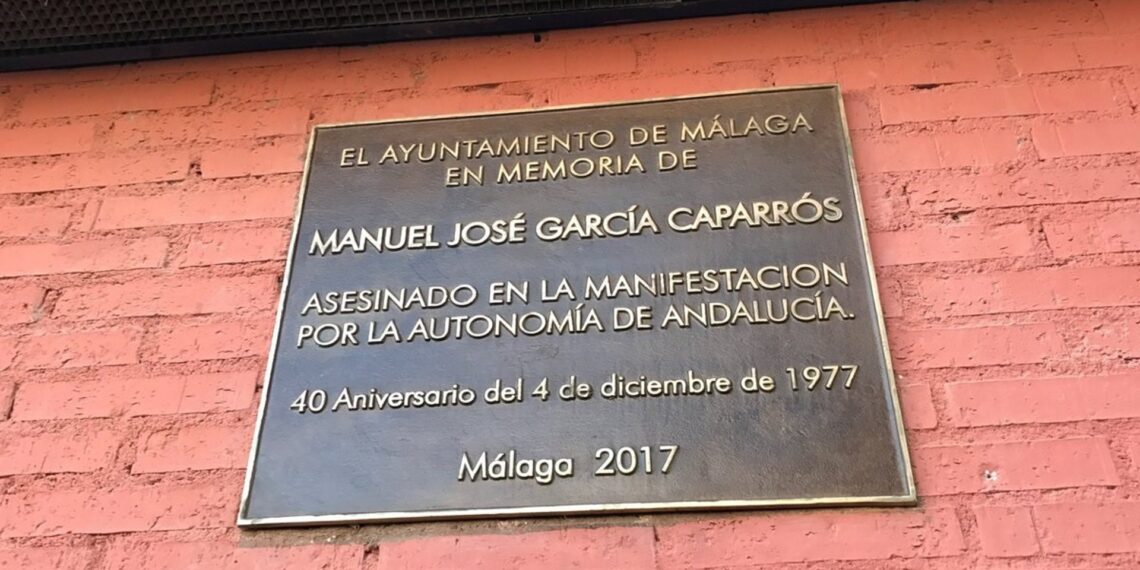 EL AYUNTAMIENTO DE MÁLAGA
EN MEMORIA DE
MANUEL JOSÉ GARCÍA CAPARRÓS
ASESINADO EN LA MANIFESTACION
POR LA AUTONOMÍA DE ANDALUCÍA.
40 Aniversario del 4 de diciembre de 1977
Málaga 2017